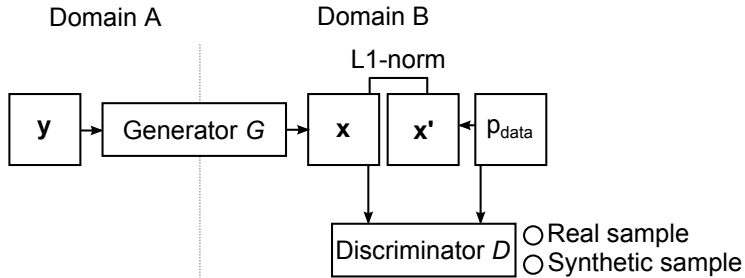 Domain A
Domain B
L1-norm
y
Generator G
x
x'
pdata
Discriminator D
Real sample
Synthetic sample